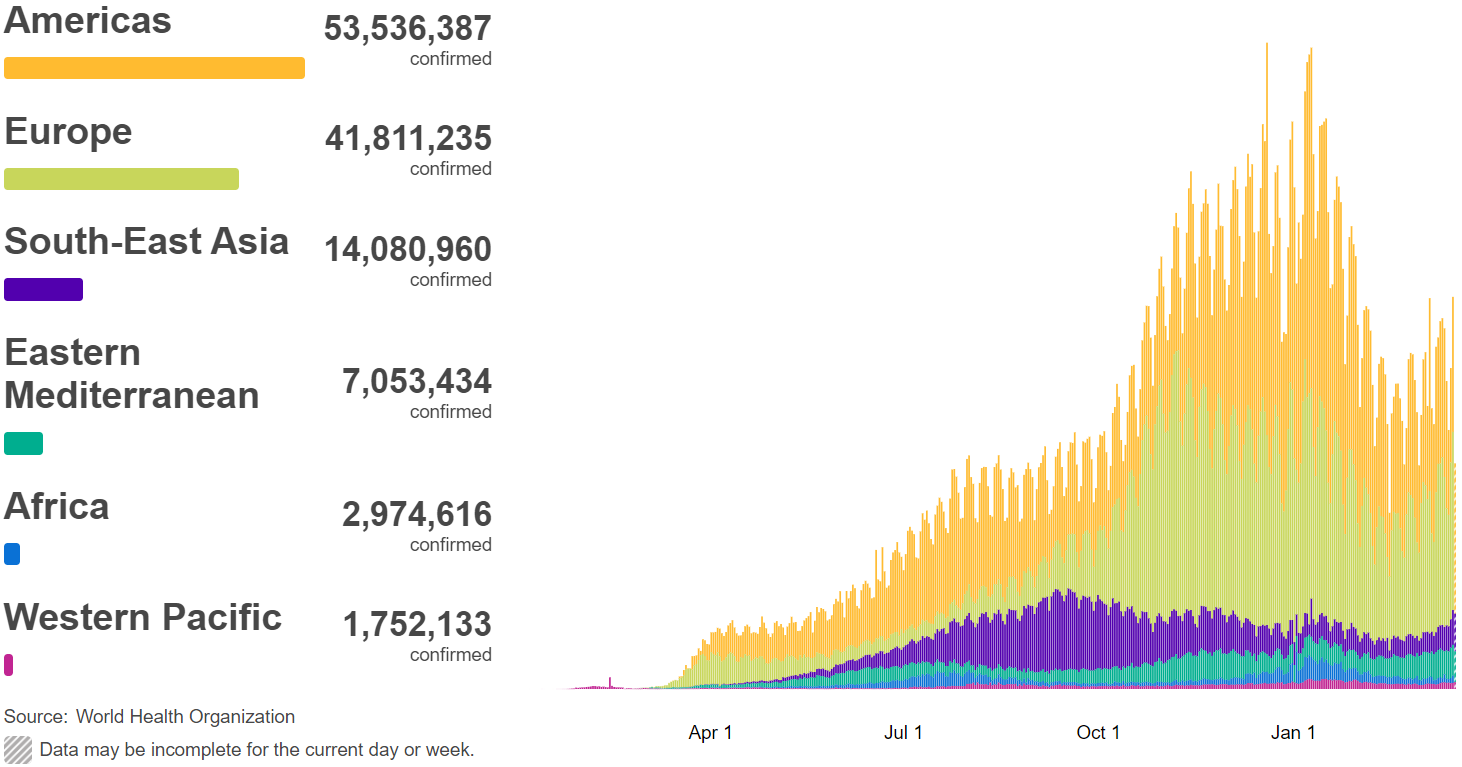 Americas
53,536,387
confirmed
Europe
41,811,235
confirmed
South-East Asia
14,080,960
confirmed
Eastern
Mediterranean
7,053,434
confirmed
Africa
2,974,616
confirmed
Western Pacific
1,752,133
confirmed
Source: World Health Organization
Data may be incomplete for the current day or week.
Apr 1
Jul 1
Oct 1
Jan 1